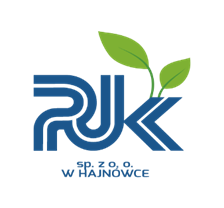 PUK
sp. z o. o.
W HAJNÓWCE